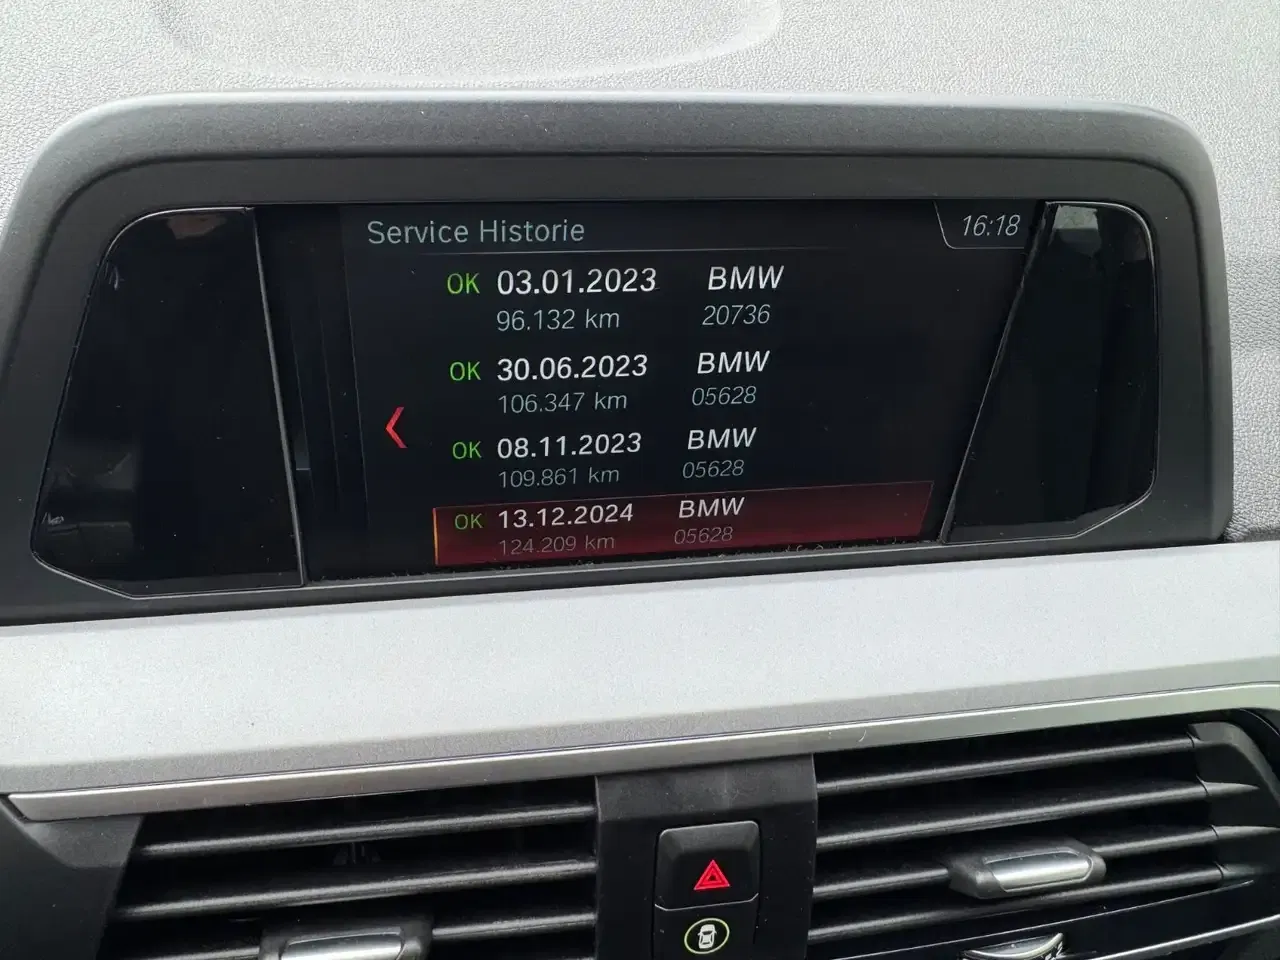 Service Historie 16:18
OK 03.01.2023 BMW
96.132 km 20736
OK 30.06.2023 BMW
106.347 km 05628
OK 08.11.2023 BMW
109.861 km 05628
OK 13.12.2024 BMW
124.209 km 05628